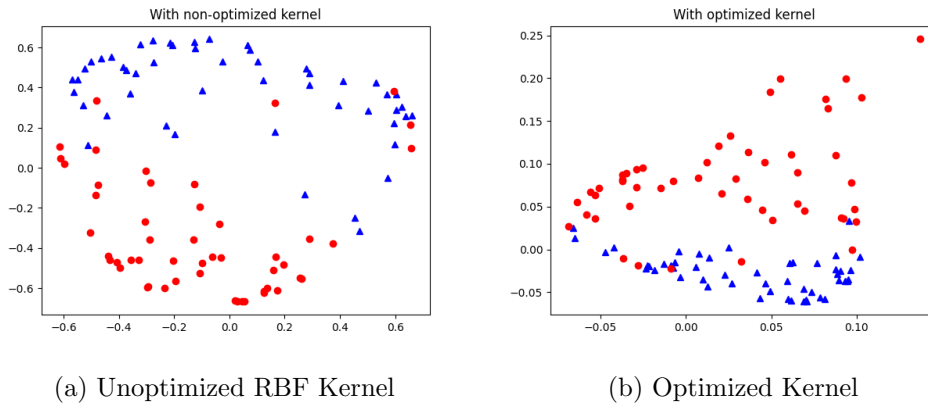 With non-optimized kernel
0.6
0.4
0.2
0.0
−0.2
−0.4
−0.6
−0.6 −0.4 −0.2 0.0 0.2 0.4 0.6
(a) Unoptimized RBF Kernel
With optimized kernel
0.25
0.20
0.15
0.10
0.05
0.00
−0.05
−0.05 0.00 0.05 0.10
(b) Optimized Kernel